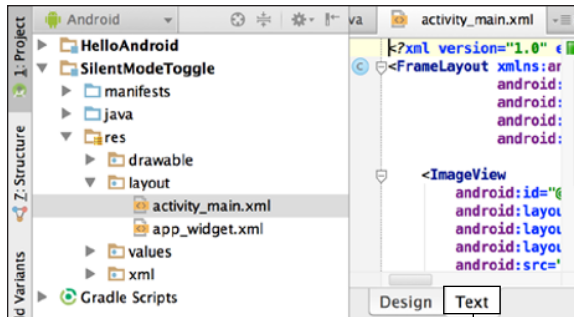 1: Project
Z: Structure
d Variants
Android
HelloAndroid
SilentModeToggle
manifests
java
res
drawable
layout
activity_main.xml
app_widget.xml
values
xml
Gradle Scripts
va
activity_main.xml
<?xml version="1.0" e
<FrameLayout xmlns:an
android:
android:
android:
android:
<ImageView
android:id="@
android:layou
android:layou
android:layou
android:src="
Design Text